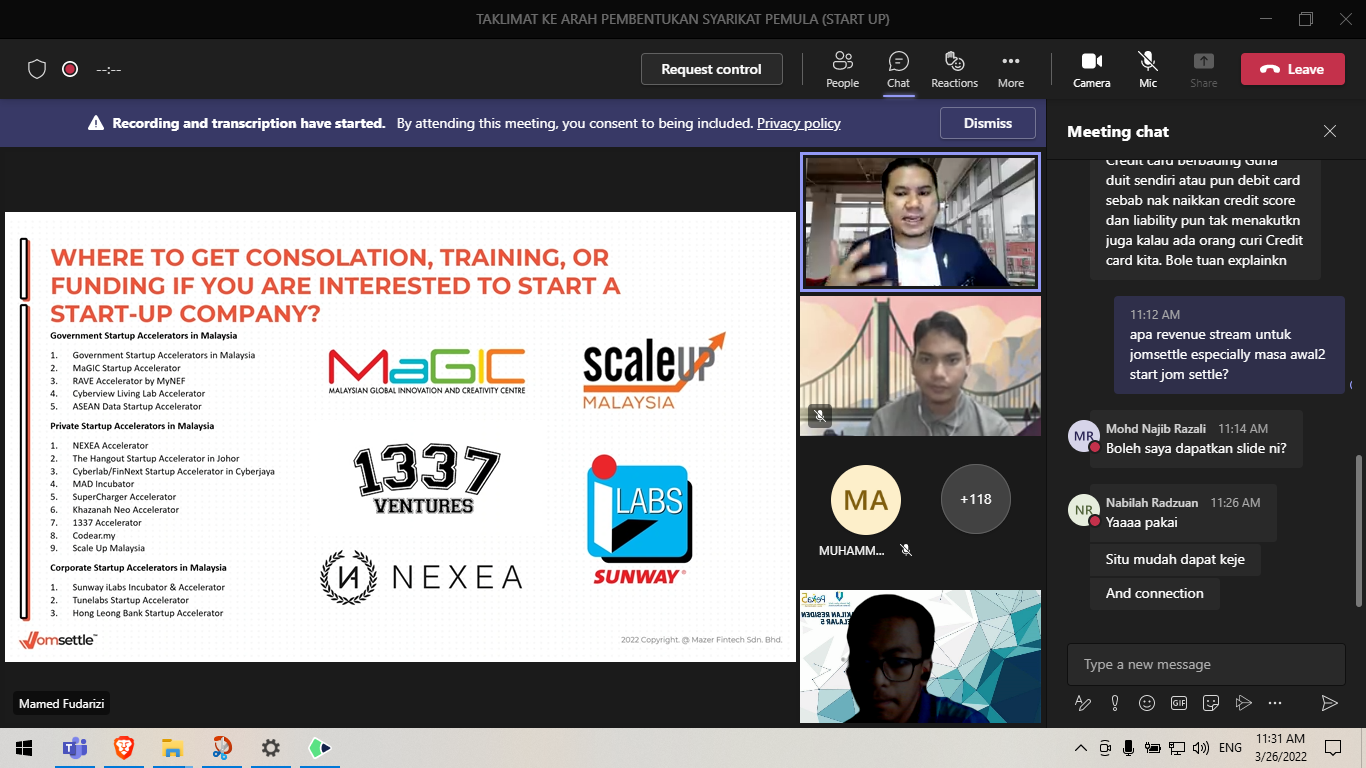 TAKLIMAT KE ARAH PEMBENTUKAN SYARIKAT PEMULA (START UP)
--:--
Request control
People
Chat
Reactions
More
Camera
Mic
Share
Leave
Recording and transcription have started. By attending this meeting, you consent to being included. Privacy policy
Dismiss
WHERE TO GET CONSOLATION, TRAINING, OR
FUNDING IF YOU ARE INTERESTED TO START A
START-UP COMPANY?
Government Startup Accelerators in Malaysia
1. Government Startup Accelerators in Malaysia
2. MaGIC Startup Accelerator
3. RAVE Accelerator by MyNEF
4. Cyberview Living Lab Accelerator
5. ASEAN Data Startup Accelerator
Private Startup Accelerators in Malaysia
1. NEXEA Accelerator
2. The Hangout Startup Accelerator in Johor
3. Cyberlab/FinNext Startup Accelerator in Cyberjaya
4. MAD Incubator
5. SuperCharger Accelerator
6. Khazanah Neo Accelerator
7. 1337 Accelerator
8. Codear.my
9. Scale Up Malaysia
Corporate Startup Accelerators in Malaysia
1. Sunway iLabs Incubator & Accelerator
2. Tunelabs Startup Accelerator
3. Hong Leong Bank Startup Accelerator
MaGIC
MALAYSIAN GLOBAL INNOVATION AND CREATIVITY CENTRE
scaleUP
MALAYSIA
1337
VENTURES
iLABS
SUNWAY®
NEXEA
Jomsettle™
2022 Copyright. @ Mazer Fintech Sdn. Bhd.
Mamed Fudarizi
MA
+118
MUHAMM...
Meeting chat
Credit card berbading Guna
duit sendiri atau pun debit card
sebab nak naikkan credit score
dan liability pun tak menakutkn
juga kalau ada orang curi Credit
card kita. Bole tuan explainkn
11:12 AM
apa revenue stream untuk
jomsettle especially masa awal2
start jom settle?
MR
Mohd Najib Razali 11:14 AM
Boleh saya dapatkan slide ni?
NR
Nabilah Radzuan 11:26 AM
Yaaaa pakai
Situ mudah dapat keje
And connection
Type a new message
GIF
ENG
11:31 AM
3/26/2022